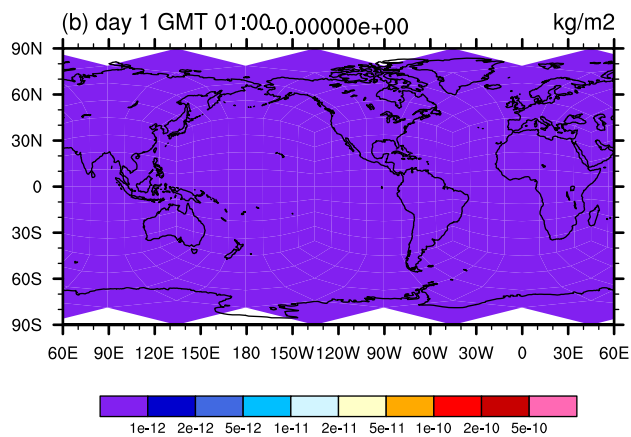 (b) day 1 GMT 01:00 -0.00000e+00 kg/m2
90N
60N
30N
0
30S
60S
90S
60E 90E 120E 150E 180 150W 120W 90W 60W 30W 0 30E 60E
1e-12 2e-12 5e-12 1e-11 2e-11 5e-11 1e-10 2e-10 5e-10